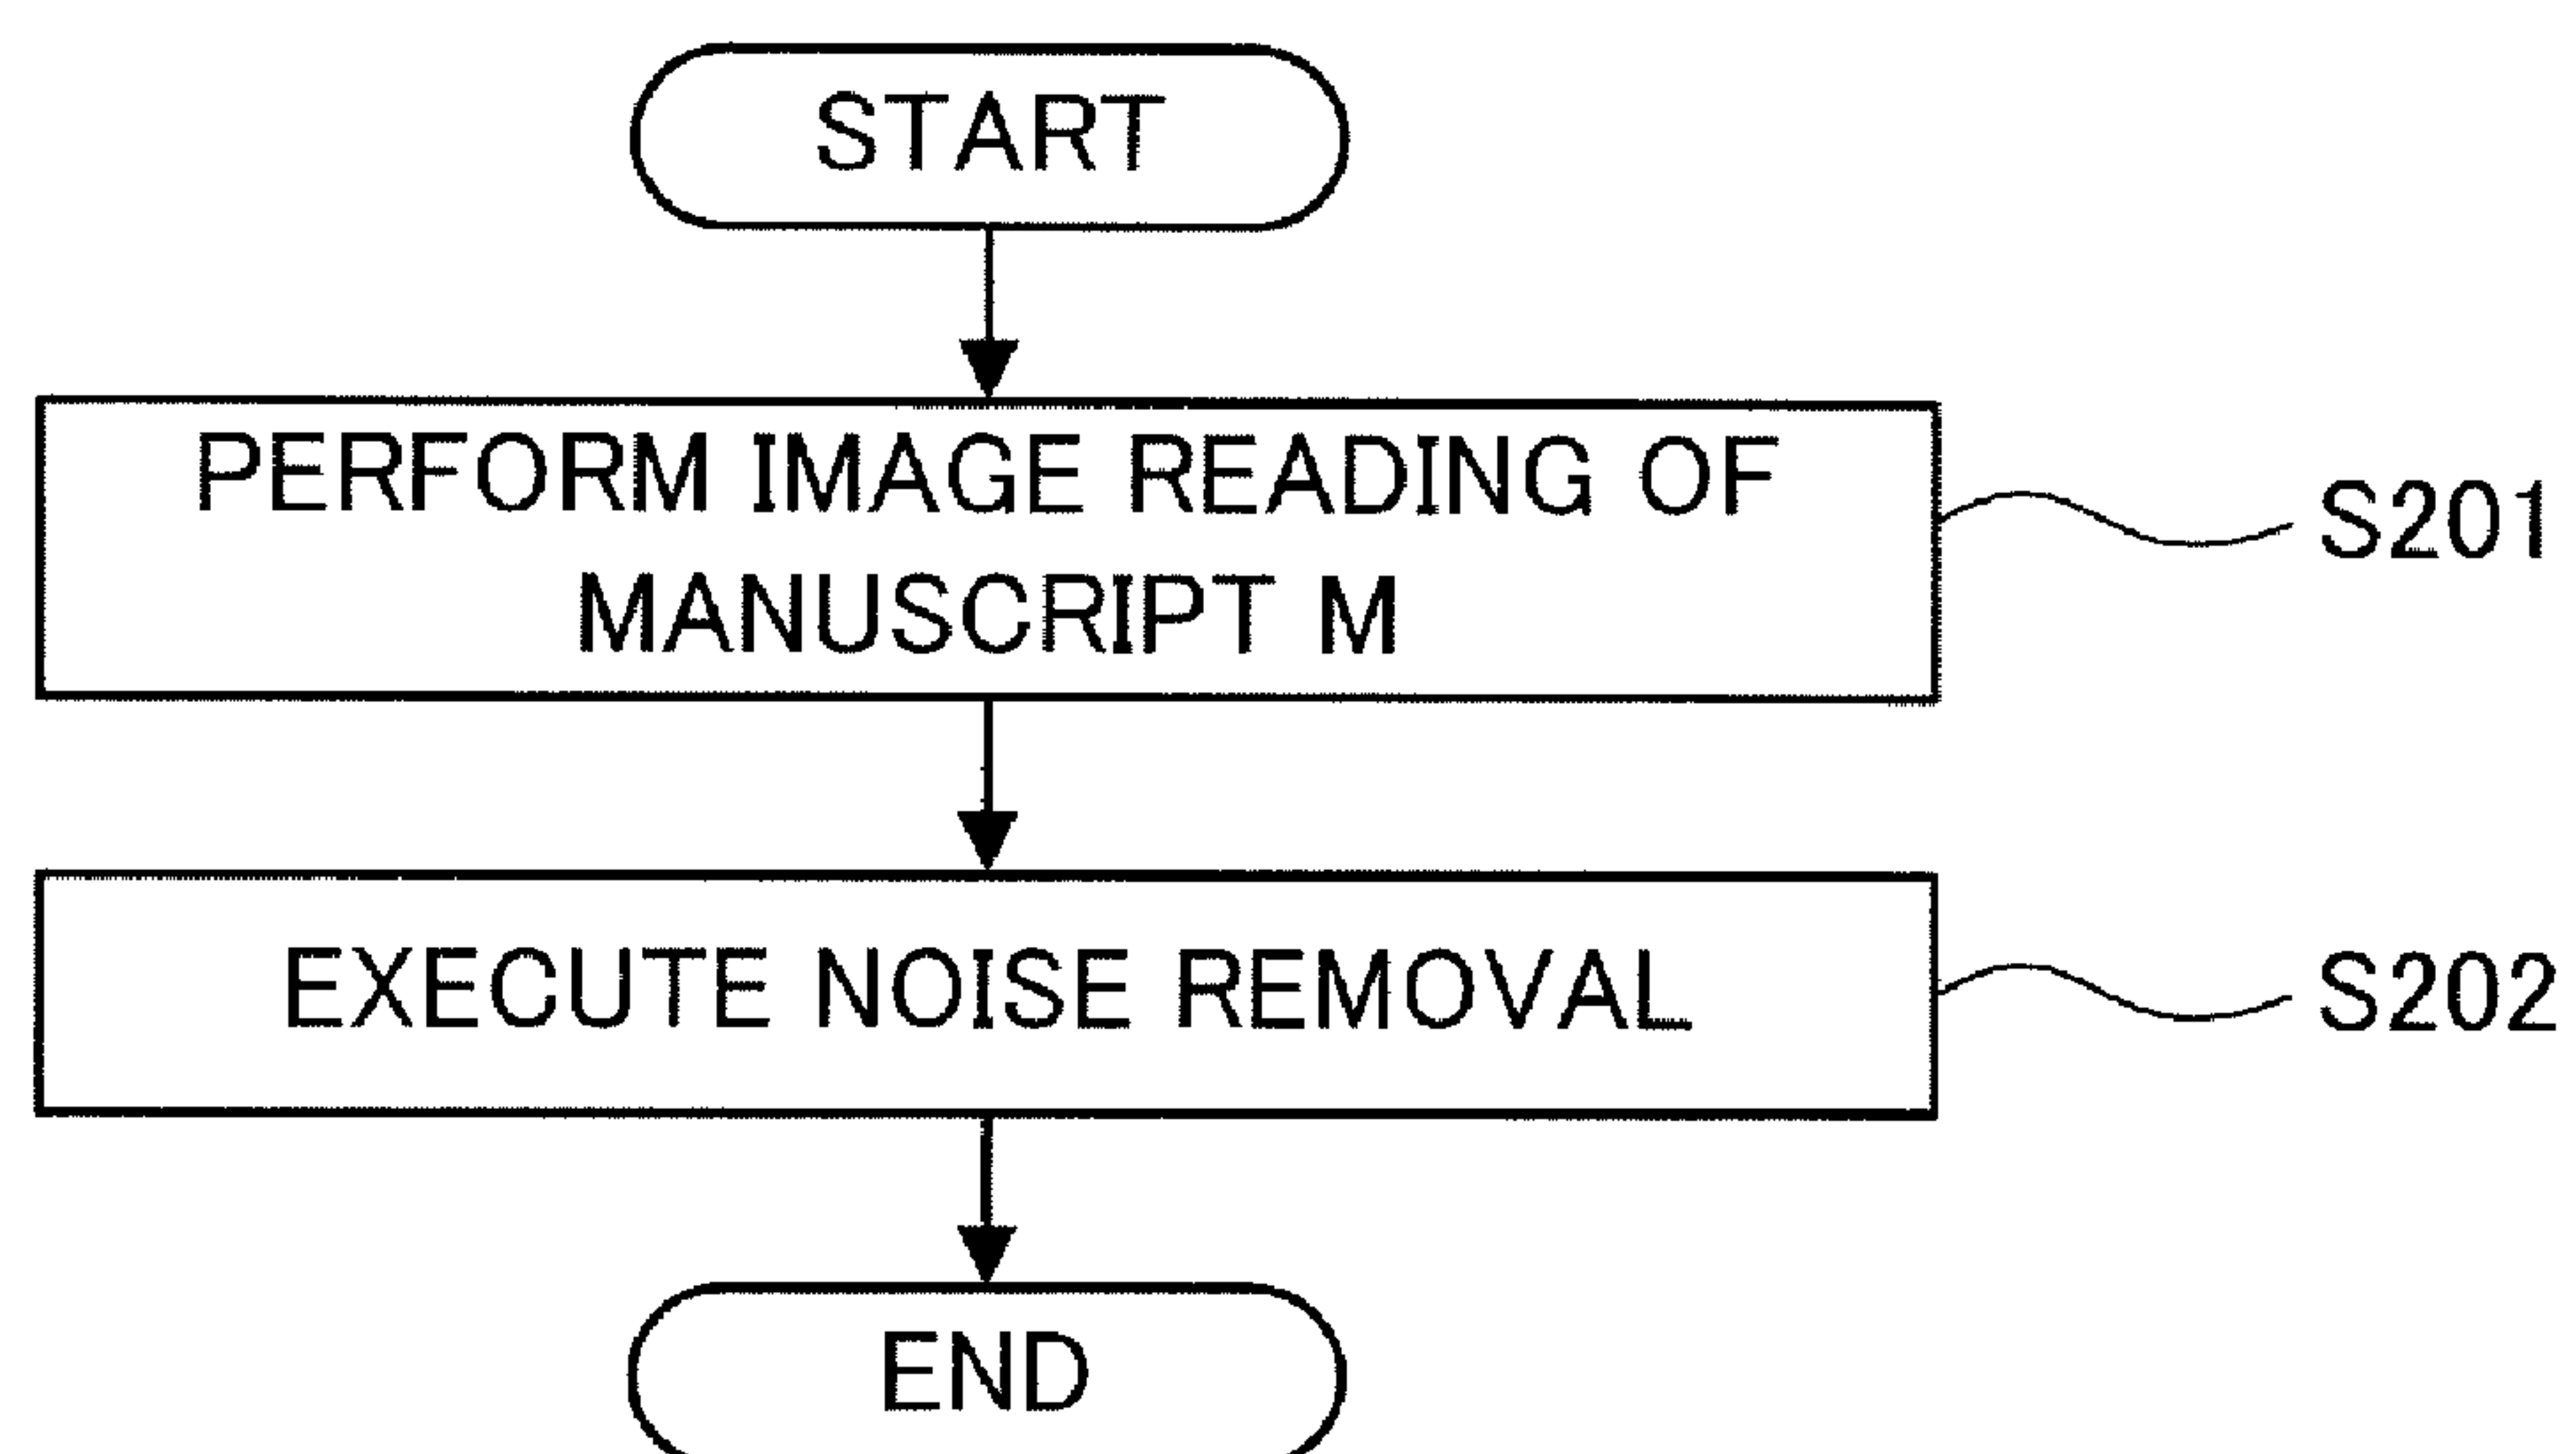 START
PERFORM IMAGE READING OF
MANUSCRIPT M
S201
EXECUTE NOISE REMOVAL
S202
END